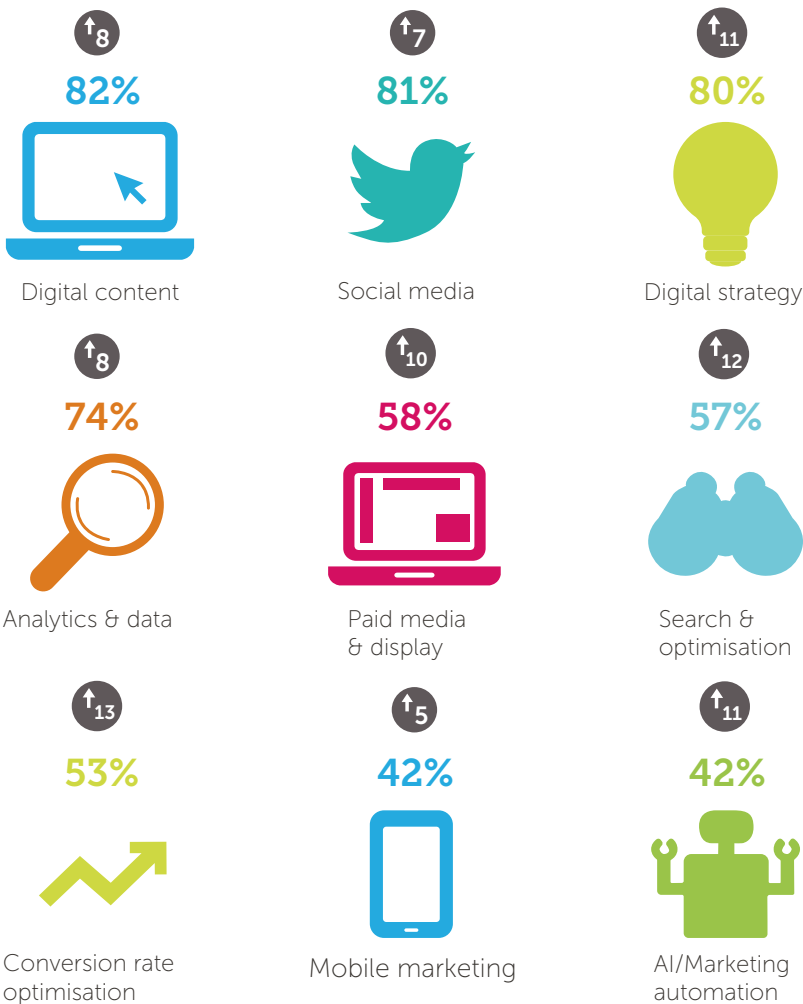 ↑8
↑7
↑11
82%
81%
80%
Digital content
Social media
Digital strategy
↑8
↑10
↑12
74%
58%
57%
Analytics & data
Paid media
& display
Search &
optimisation
↑13
↑5
↑11
53%
42%
42%
Conversion rate
optimisation
Mobile marketing
AI/Marketing
automation